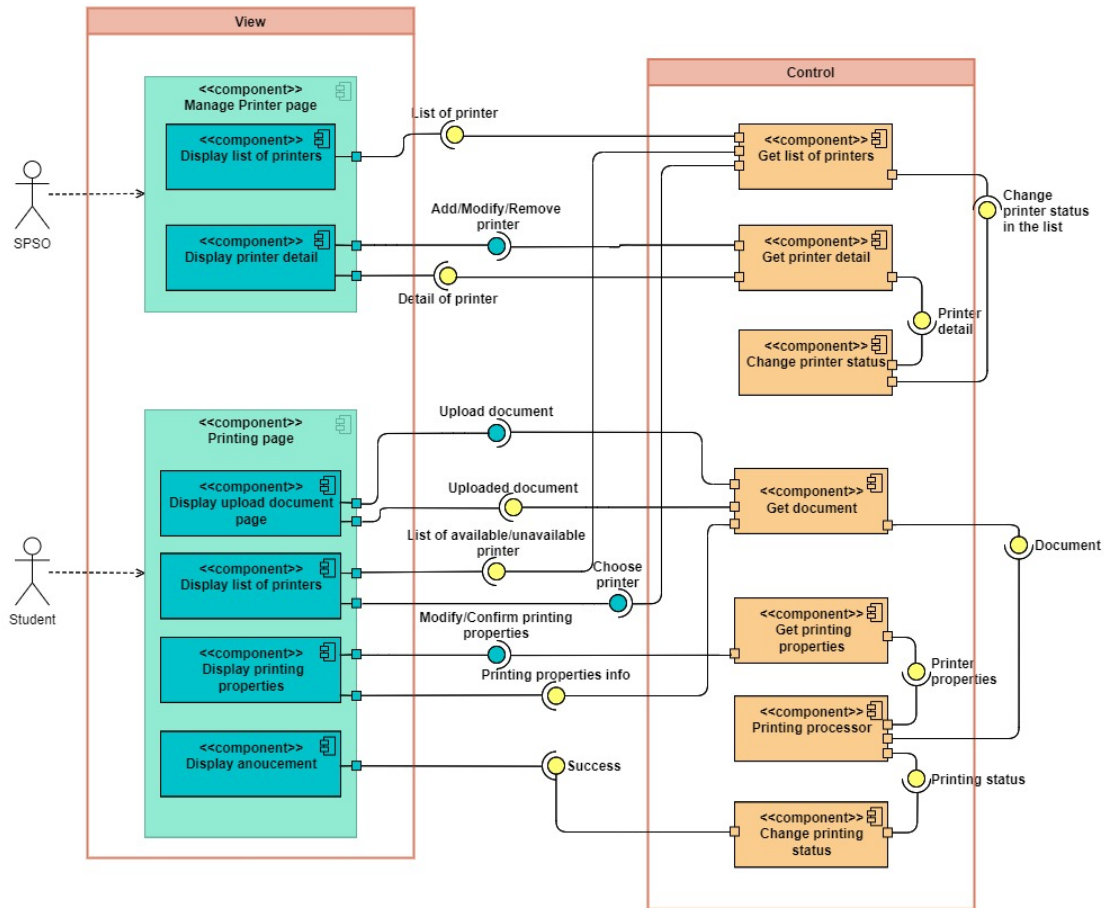 View
<<component>>
Manage Printer page
<<component>>
Display list of printers
<<component>>
Display printer detail
SPSO
List of printer
Add/Modify/Remove
printer
Detail of printer
Control
<<component>>
Get list of printers
<<component>>
Get printer detail
<<component>>
Change printer status
Change
printer status
in the list
Printer
detail
<<component>>
Printing page
<<component>>
Display upload document
page
<<component>>
Display list of printers
<<component>>
Display printing
properties
<<component>>
Display anoucement
Student
Upload document
Uploaded document
List of available/unavailable
printer
Choose
printer
Modify/Confirm printing
properties
Printing properties info
Success
<<component>>
Get document
<<component>>
Get printing
properties
<<component>>
Printing processor
<<component>>
Change printing
status
Document
Printer
properties
Printing status